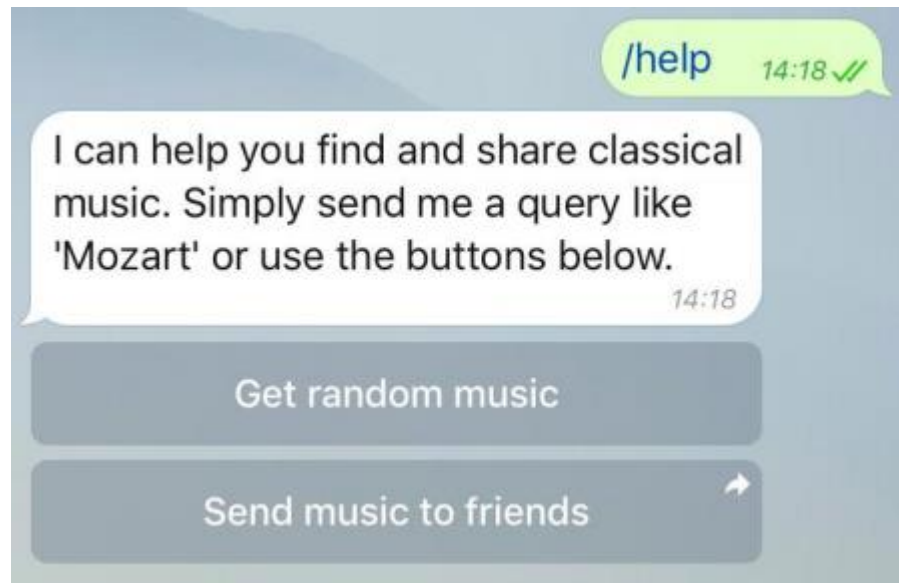 /help 14:18
I can help you find and share classical
music. Simply send me a query like
'Mozart' or use the buttons below.
14:18
Get random music
Send music to friends